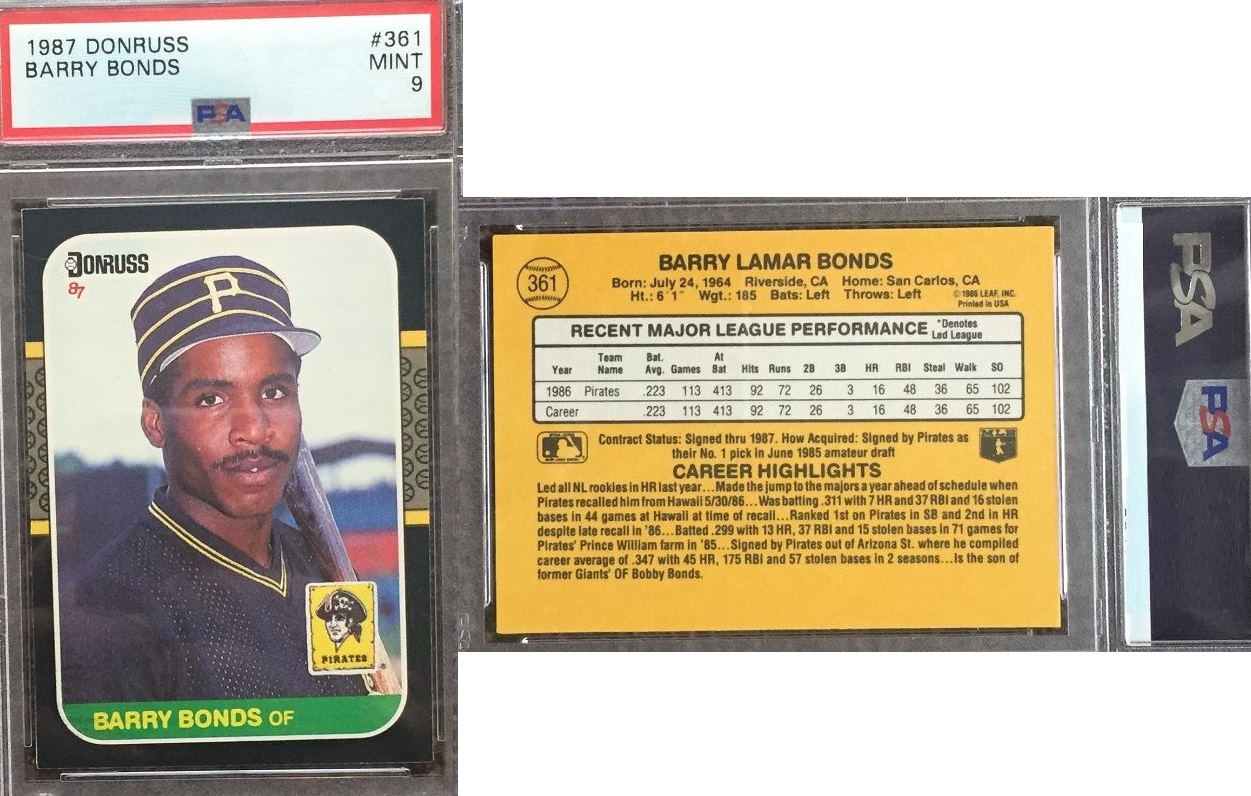 1987 DONRUSS #361
BARRY BONDS MINT
9
PSA
DONRUSS
87
P
PIRATES
BARRY BONDS OF
361
BARRY LAMAR BONDS
Born: July 24, 1964 Riverside, CA Home: San Carlos, CA
Ht.: 6'1" Wgt.: 185 Bats: Left Throws: Left
©1986 LEAF, INC.
Printed in USA
RECENT MAJOR LEAGUE PERFORMANCE *Denotes
Led League
Year Team Name Bat. Avg. Games At Bat Hits Runs 2B 3B HR RBI Steal Walk SO
1986 Pirates .223 113 413 92 72 26 3 16 48 36 65 102
Career .223 113 413 92 72 26 3 16 48 36 65 102
Contract Status: Signed thru 1987. How Acquired: Signed by Pirates as
their No. 1 pick in June 1985 amateur draft
CAREER HIGHLIGHTS
Led all NL rookies in HR last year...Made the jump to the majors a year ahead of schedule when
Pirates recalled him from Hawaii 5/30/86...Was batting .311 with 7 HR and 37 RBI and 16 stolen
bases in 44 games at Hawaii at time of recall...Ranked 1st on Pirates in SB and 2nd in HR
despite late recall in '86...Batted .299 with 13 HR, 37 RBI and 15 stolen bases in 71 games for
Pirates' Prince William farm in '85...Signed by Pirates out of Arizona St. where he compiled
career average of .347 with 45 HR, 175 RBI and 57 stolen bases in 2 seasons...Is the son of
former Giants' OF Bobby Bonds.
PSA
PSA